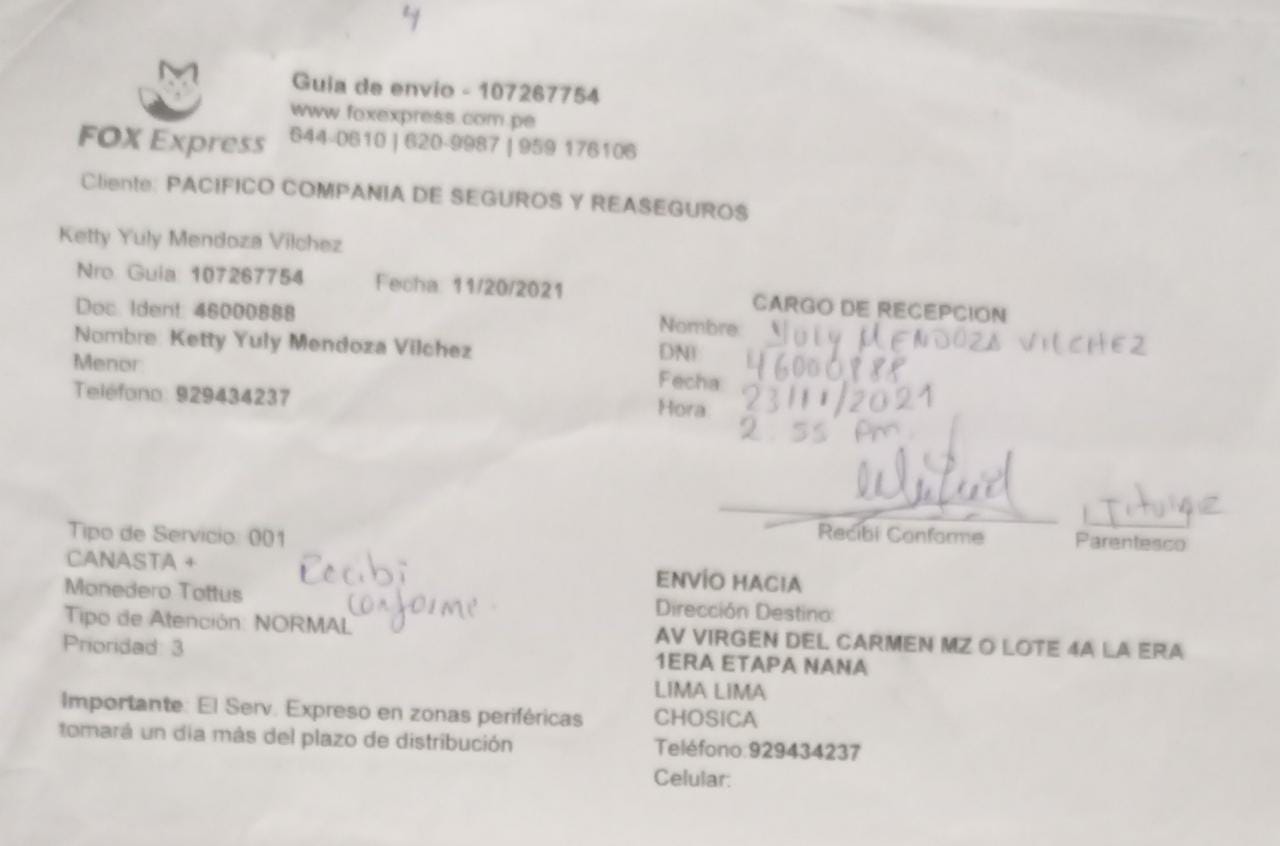 4
FOX Express
Guia de envio - 107267754
www.foxexpress.com.pe
644-0610 | 620-9987 | 959 176106
Cliente: PACIFICO COMPANIA DE SEGUROS Y REASEGUROS
Ketty Yuly Mendoza Vilchez
Nro. Guia: 107267754 Fecha: 11/20/2021
Doc. Ident: 46000888
Nombre: Ketty Yuly Mendoza Vilchez
Menor:
Teléfono: 929434237
CARGO DE RECEPCION
Nombre: YULY MENDOZA VILCHEZ
DNI: 46000888
Fecha: 23/11/2021
Hora: 2:55 pm.
Recibi Conforme
Parentesco
Tipo de Servicio: 001
CANASTA +
Monedero Tottus
Tipo de Atención: NORMAL
Prioridad: 3
Recibi
conforme.
Importante: El Serv. Expreso en zonas periféricas
tomará un dia más del plazo de distribución
ENVÍO HACIA
Dirección Destino:
AV VIRGEN DEL CARMEN MZ O LOTE 4A LA ERA
1ERA ETAPA NANA
LIMA LIMA
CHOSICA
Teléfono:929434237
Celular: